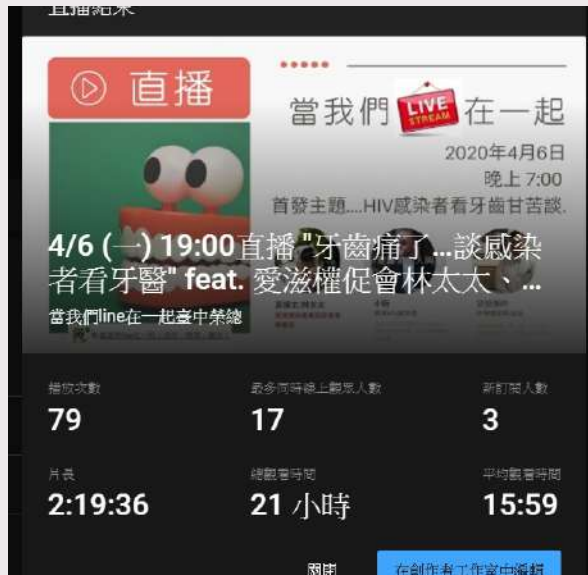 直播結束
直播
當我們 LIVE STREAM 在一起
2020年4月6日
晚上 7:00
首發主題....HIV感染者看牙齒甘苦談.
4/6 (一) 19:00直播 "牙齒痛了...談感染
者看牙醫" feat. 愛滋權促會林太太、...
當我們line在一起臺中榮總
播放次數 最多同時線上觀眾人數 新訂閱人數
79 17 3
片長 總觀看時間 平均觀看時間
2:19:36 21 小時 15:59
關閉 在創作者工作室中編輯